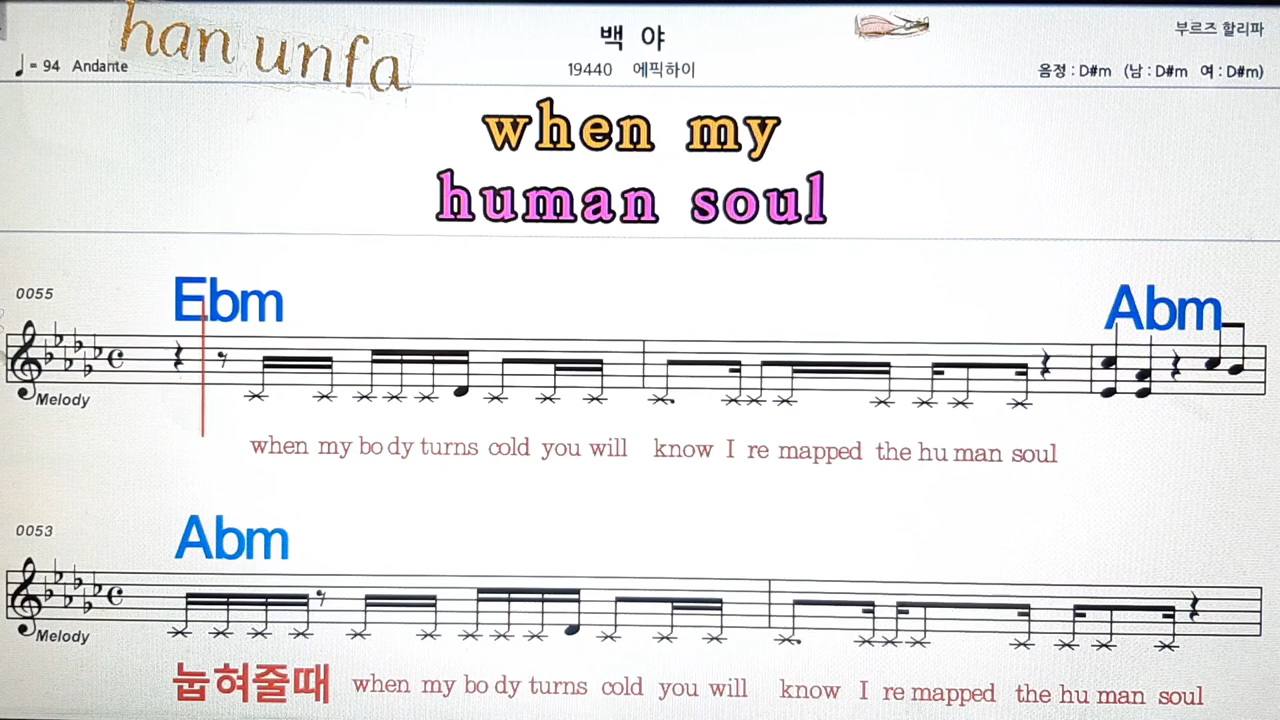 han unfa
백 야
부르즈 할리파
♩= 94 Andante
19440 에픽하이
음정 : D#m (남 : D#m 여 : D#m)
when my
human soul
0055
Ebm
Abm
Melody
when my bo dy turns cold you will know I re mapped the hu man soul
0053
Abm
Melody
눕혀줄때 when my bo dy turns cold you will know I re mapped the hu man soul